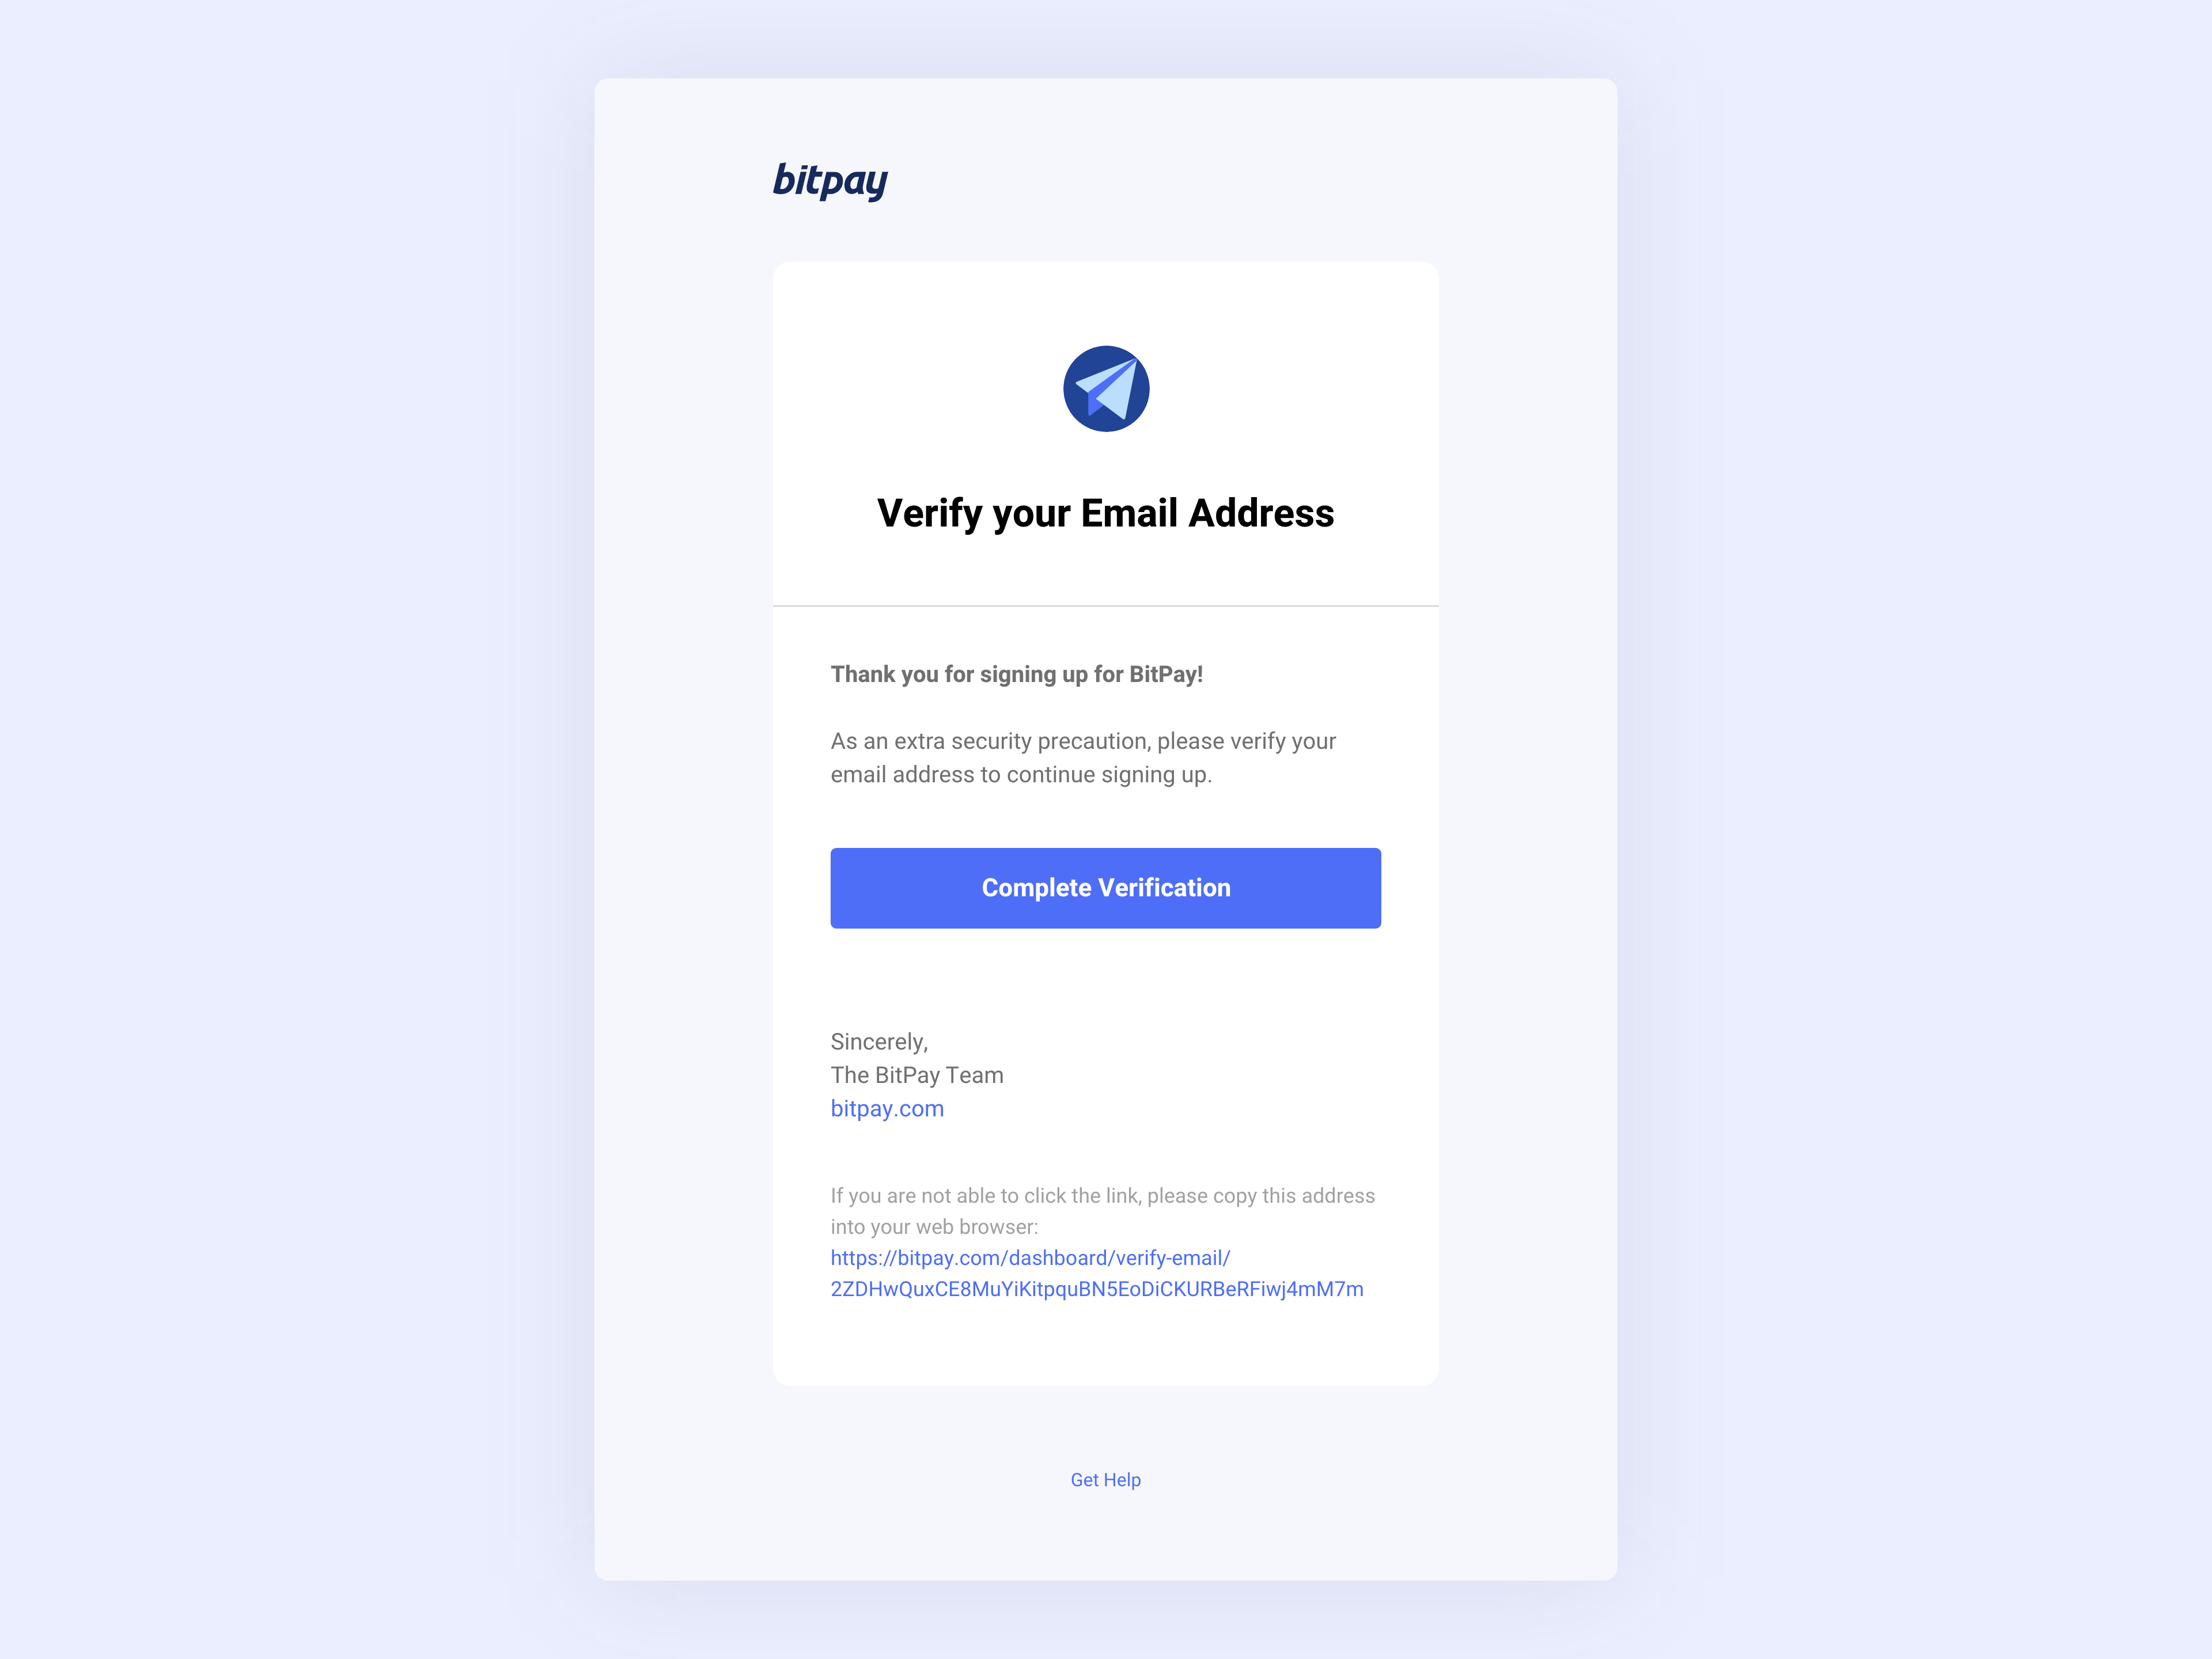 bitpay
Verify your Email Address
Thank you for signing up for BitPay!
As an extra security precaution, please verify your
email address to continue signing up.
Complete Verification
Sincerely,
The BitPay Team
bitpay.com
If you are not able to click the link, please copy this address
into your web browser:
https://bitpay.com/dashboard/verify-email/
2ZDHwQuxCE8MuYiKitpquBN5EoDiCKURBeRFiwj4mM7m
Get Help